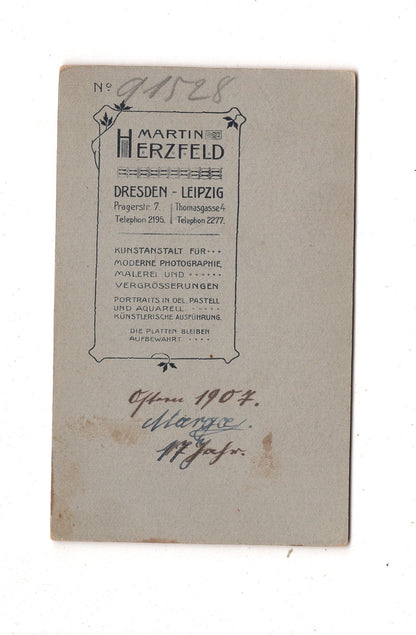 Nº 91528
MARTIN
HERZFELD
DRESDEN - LEIPZIG
Pragerstr 7. Thomasgasse 4
Telephon 2195. Telephon 2277.
KUNSTANSTALT FÜR
MODERNE PHOTOGRAPHIE,
MALEREI UND
VERGRÖSSERUNGEN
PORTRAITS IN OEL, PASTELL
UND AQUARELL
KÜNSTLERISCHE AUSFÜHRUNG.
DIE PLATTEN BLEIBEN
AUFBEWAHRT
Ostern 1907.
Marga.
17 Jahr.